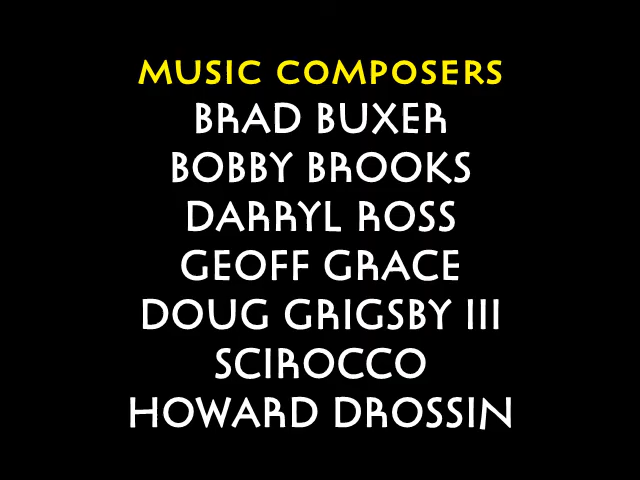 MUSIC COMPOSERS
BRAD BUXER
BOBBY BROOKS
DARRYL ROSS
GEOFF GRACE
DOUG GRIGSBY III
SCIROCCO
HOWARD DROSSIN